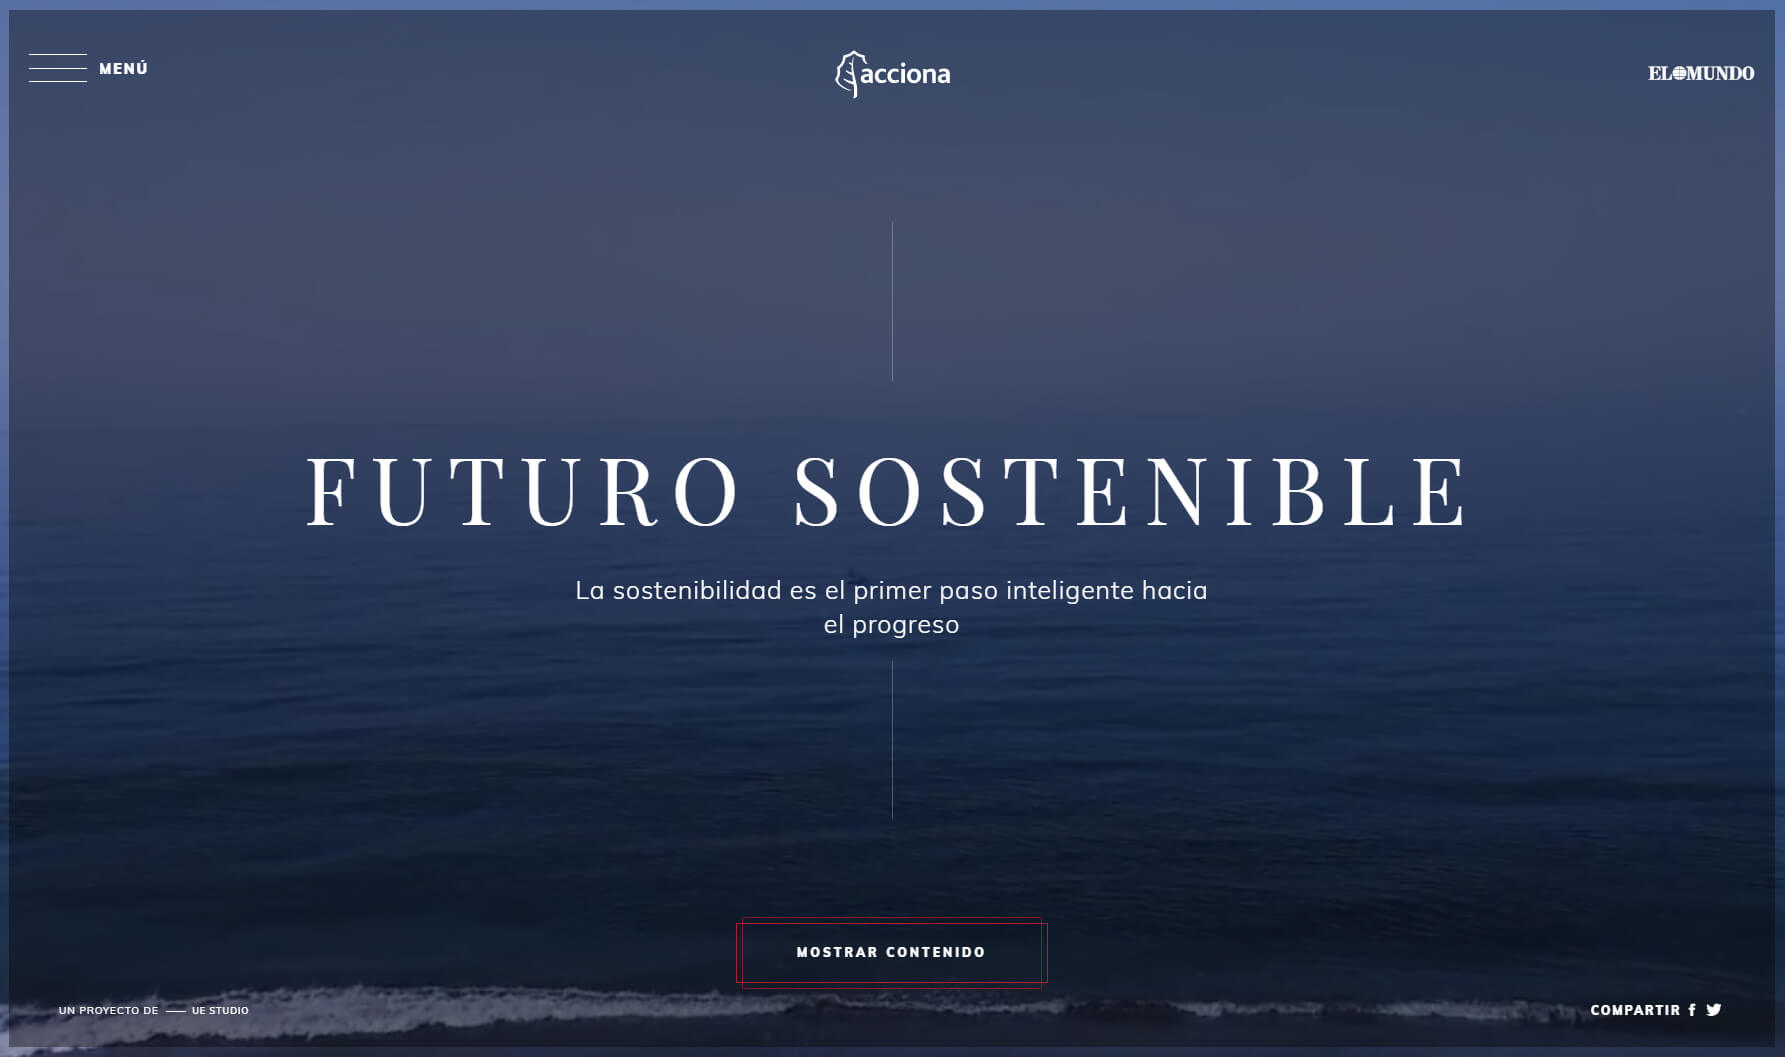 MENÚ
acciona
EL MUNDO
FUTURO SOSTENIBLE
La sostenibilidad es el primer paso inteligente hacia
el progreso
MOSTRAR CONTENIDO
UN PROYECTO DE — UE STUDIO
COMPARTIR